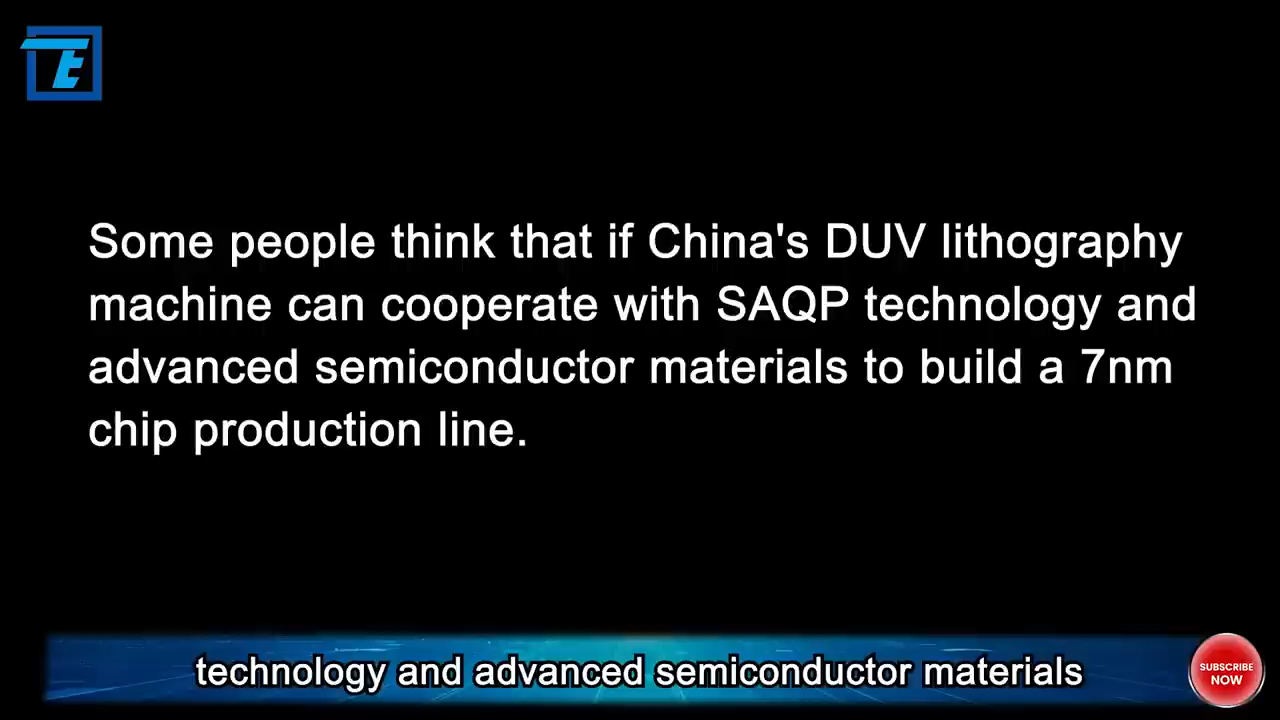 TE
Some people think that if China's DUV lithography
machine can cooperate with SAQP technology and
advanced semiconductor materials to build a 7nm
chip production line.
technology and advanced semiconductor materials
SUBSCRIBE
NOW